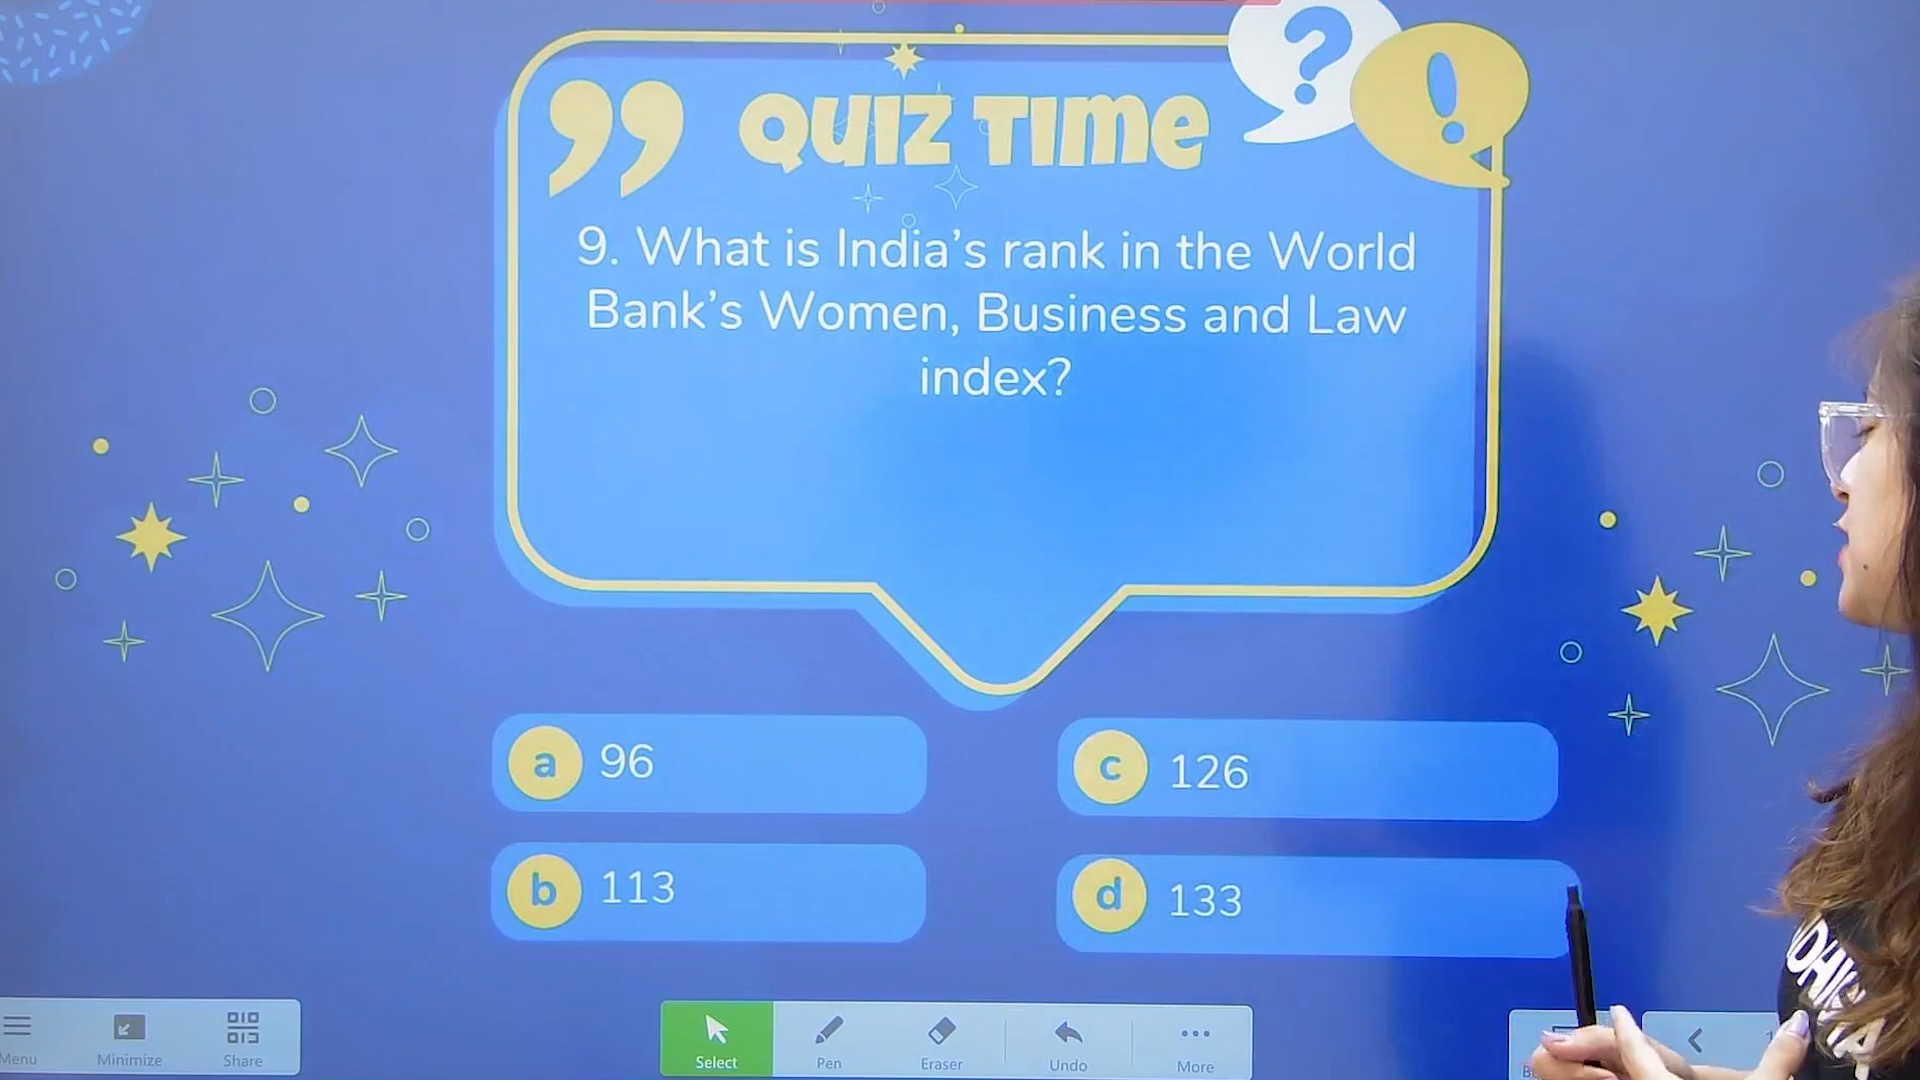 QUIZ TIME
9. What is India's rank in the World
Bank's Women, Business and Law
index?
a 96
c 126
b 113
d 133
Menu
Minimize
Share
Select
Pen
Eraser
Undo
More